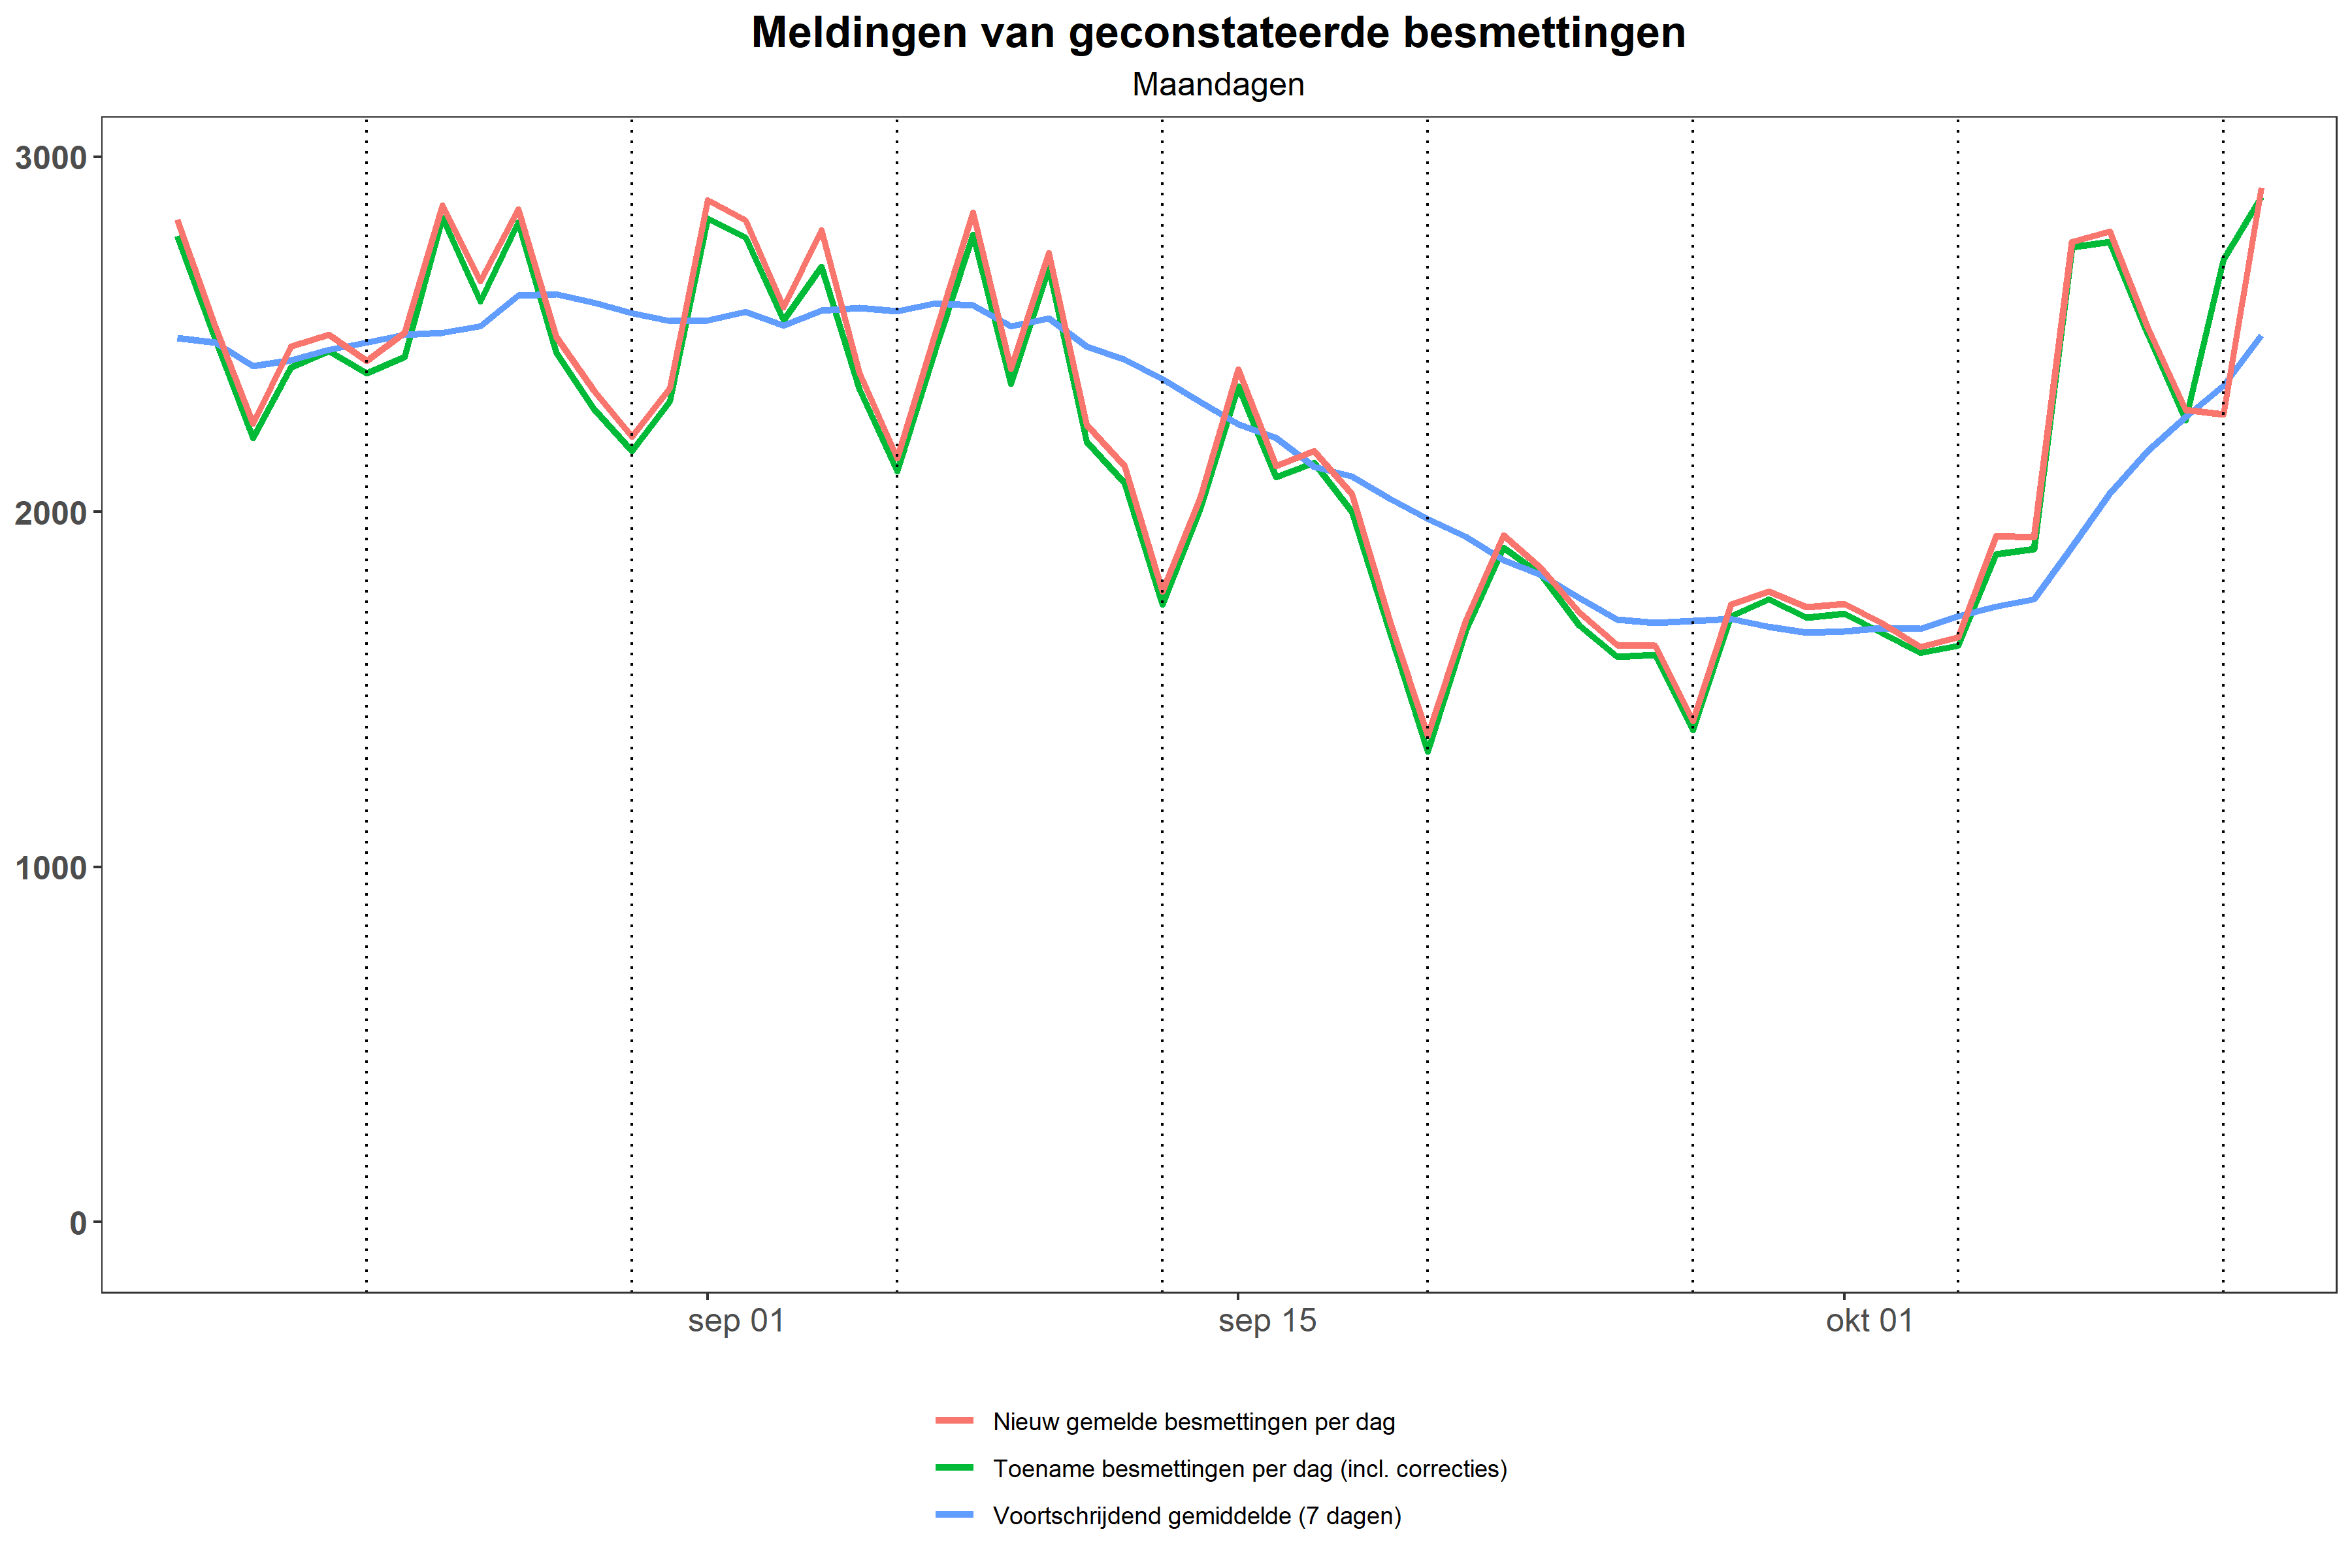 Meldingen van geconstateerde besmettingen
Maandagen
3000
2000
1000
0
sep 01
sep 15
okt 01
Nieuw gemelde besmettingen per dag
Toename besmettingen per dag (incl. correcties)
Voortschrijdend gemiddelde (7 dagen)